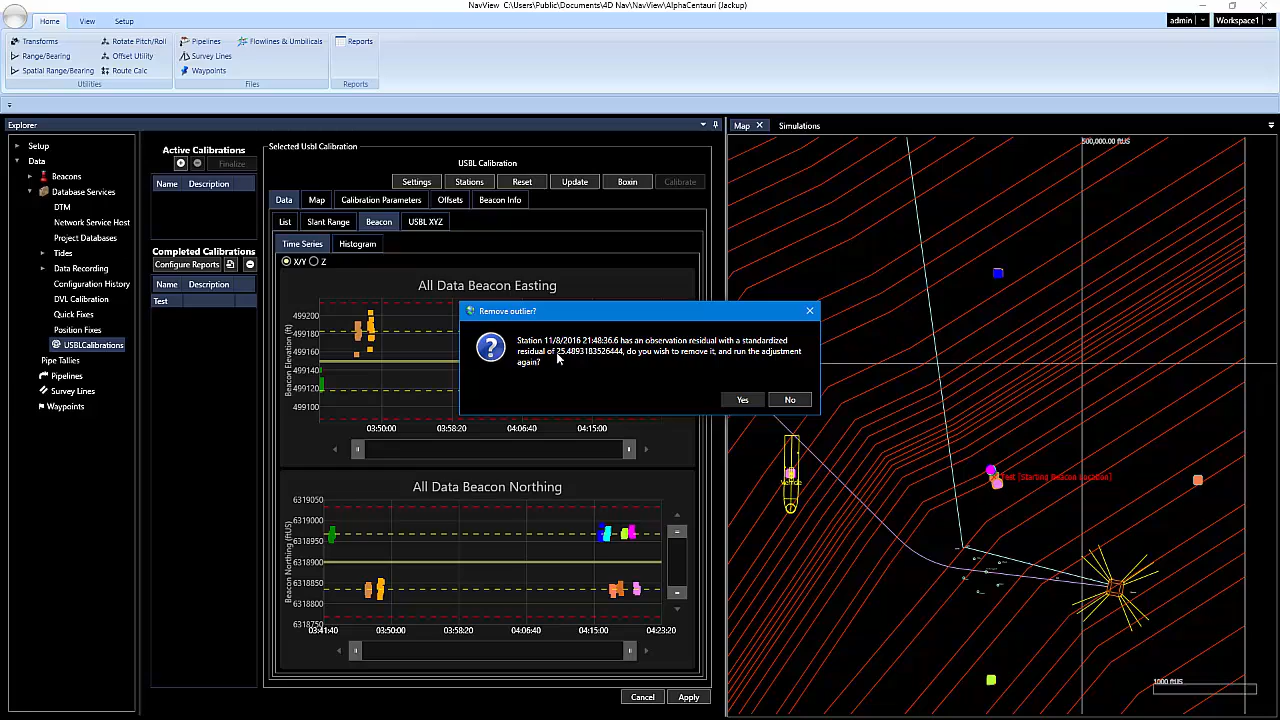 NavView C:\Users\Public\Documents\4D Nav\NavView\AlphaCentauri (Jackup)
Home View Setup
admin Workspace1
Transforms Rotate Pitch/Roll
Range/Bearing Offset Utility
Spatial Range/Bearing Route Calc
Utilities
Pipelines Flowlines & Umbilicals
Survey Lines
Waypoints
Files
Reports
Reports
Explorer
Setup
Data
Beacons
Database Services
DTM
Network Service Host
Project Databases
Tides
Data Recording
Configuration History
DVL Calibration
Quick Fixes
Position Fixes
USBLCalibrations
Pipe Tallies
Pipelines
Survey Lines
Waypoints
Active Calibrations
Finalize
Name Description
Completed Calibrations
Configure Reports
Name Description
Test
Selected Usbl Calibration
USBL Calibration
Settings Stations Reset Update Boxin Calibrate
Data Map Calibration Parameters Offsets Beacon Info
List Slant Range Beacon USBL XYZ
Time Series Histogram
X/Y Z
All Data Beacon Easting
Beacon Elevation (ft)
499200
499180
499160
499140
499120
499100
03:50:00 03:58:20 04:06:40 04:15:00
All Data Beacon Northing
Beacon Northing (ftUS)
6319050
6319000
6318950
6318900
6318850
6318800
6318750
03:41:40 03:50:00 03:58:20 04:06:40 04:15:00 04:23:20
Cancel Apply
Remove outlier?
Station 11/8/2016 21:48:36.6 has an observation residual with a standardized
residual of 25.4893183526444, do you wish to remove it, and run the adjustment
again?
Yes No
Map Simulations
500,000.00 ftUS
Test [Starting Beacon Location]
1000 ftUS